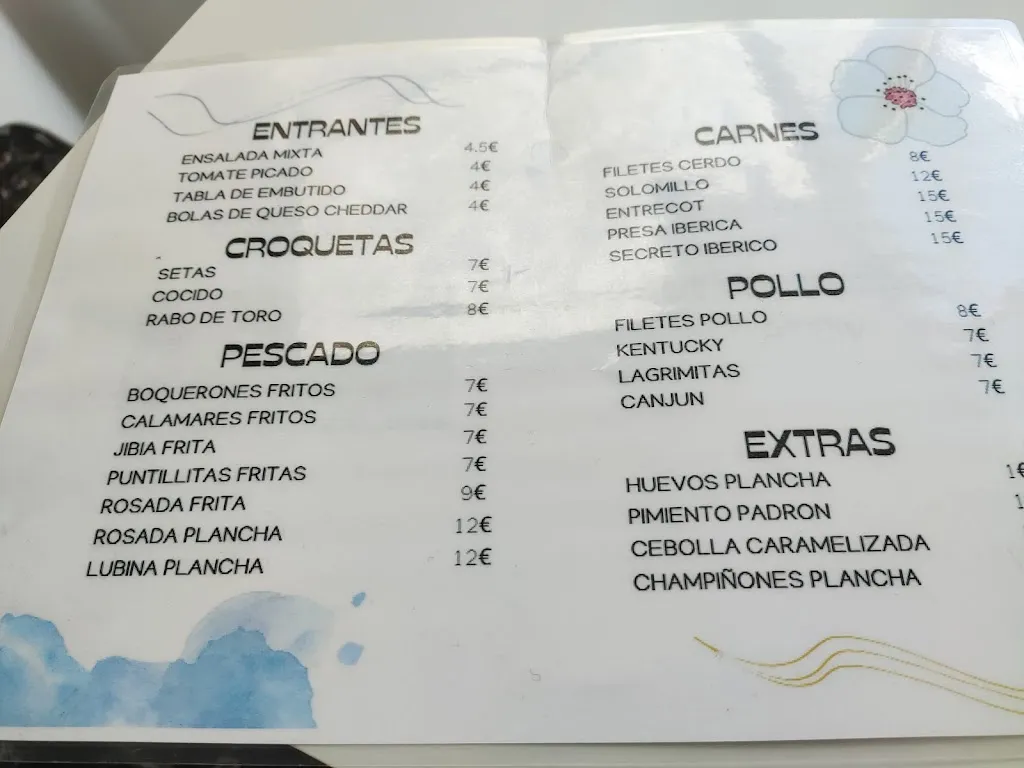 ENTRANTES
ENSALADA MIXTA 4.5€
TOMATE PICADO 4€
TABLA DE EMBUTIDO 4€
BOLAS DE QUESO CHEDDAR 4€
CROQUETAS
SETAS 7€
COCIDO 7€
RABO DE TORO 8€
PESCADO
BOQUERONES FRITOS 7€
CALAMARES FRITOS 7€
JIBIA FRITA 7€
PUNTILLITAS FRITAS 7€
ROSADA FRITA 9€
ROSADA PLANCHA 12€
LUBINA PLANCHA 12€
CARNES
FILETES CERDO 8€
SOLOMILLO 12€
ENTRECOT 15€
PRESA IBERICA 15€
SECRETO IBERICO 15€
POLLO
FILETES POLLO 8€
KENTUCKY 7€
LAGRIMITAS 7€
CANJUN 7€
EXTRAS
HUEVOS PLANCHA 1€
PIMIENTO PADRON 1
CEBOLLA CARAMELIZADA
CHAMPIÑONES PLANCHA